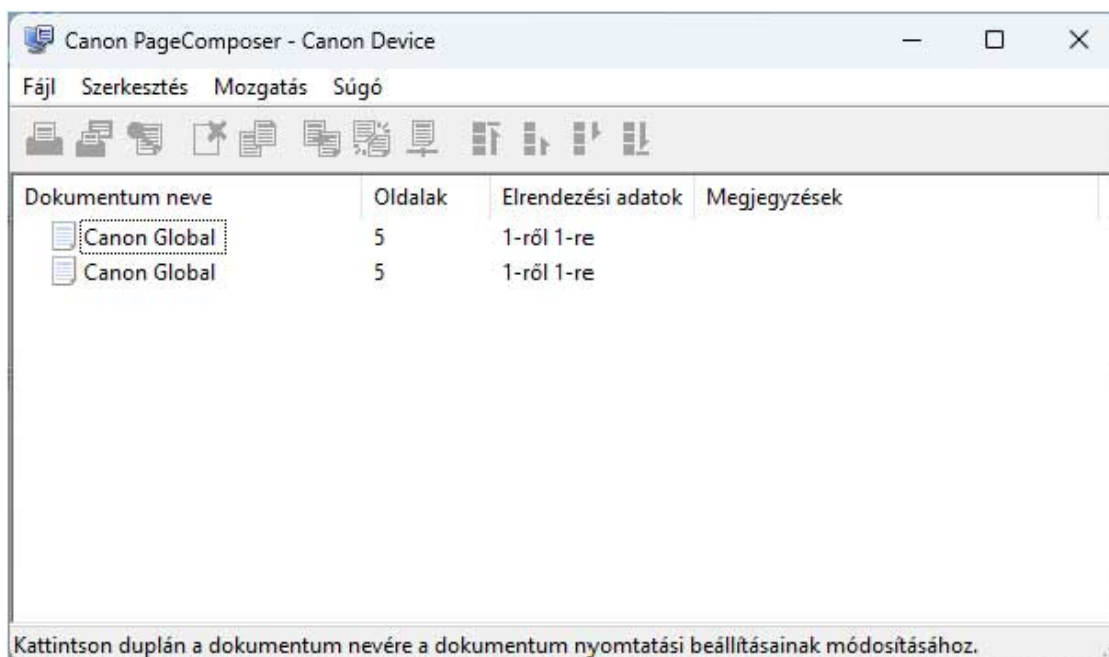 Canon PageComposer - Canon Device
Fájl Szerkesztés Mozgatás Súgó
Dokumentum neve Oldalak Elrendezési adatok Megjegyzések
Canon Global 5 1-ről 1-re
Canon Global 5 1-ről 1-re
Kattintson duplán a dokumentum nevére a dokumentum nyomtatási beállításainak módosításához.